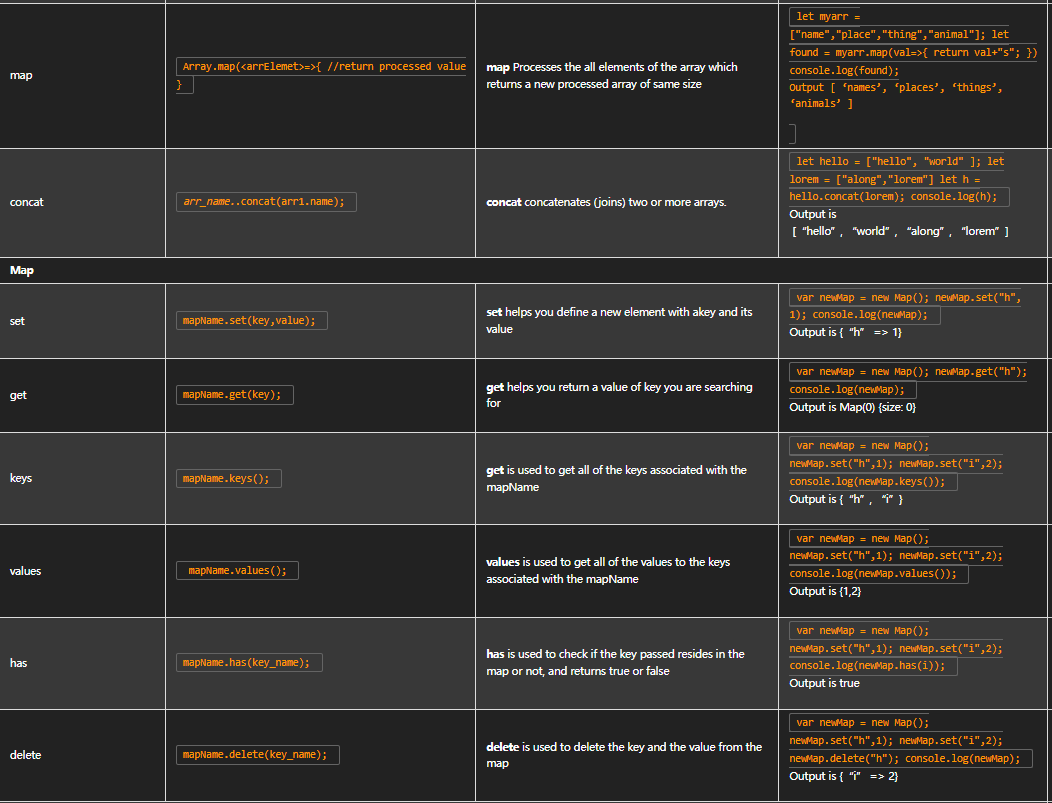 map
Array.map(<arrElemet>=>{ //return processed value
}
map Processes the all elements of the array which
returns a new processed array of same size
let myarr =
["name","place","thing","animal"]; let
found = myarr.map(val=>{ return val+"s"; })
console.log(found);
Output [ ‘names’, ‘places’, ‘things’,
‘animals’ ]
concat
arr_name..concat(arr1.name);
concat concatenates (joins) two or more arrays.
let hello = ["hello", "world" ]; let
lorem = ["along","lorem"] let h =
hello.concat(lorem); console.log(h);
Output is
[ “hello” , “world” , “along” , “lorem” ]
Map
set
mapName.set(key,value);
set helps you define a new element with akey and its
value
var newMap = new Map(); newMap.set("h",
1); console.log(newMap);
Output is { “h” => 1}
get
mapName.get(key);
get helps you return a value of key you are searching
for
var newMap = new Map(); newMap.get("h");
console.log(newMap);
Output is Map(0) {size: 0}
keys
mapName.keys();
get is used to get all of the keys associated with the
mapName
var newMap = new Map();
newMap.set("h",1); newMap.set("i",2);
console.log(newMap.keys());
Output is { “h” , “i” }
values
mapName.values();
values is used to get all of the values to the keys
associated with the mapName
var newMap = new Map();
newMap.set("h",1); newMap.set("i",2);
console.log(newMap.values());
Output is {1,2}
has
mapName.has(key_name);
has is used to check if the key passed resides in the
map or not, and returns true or false
var newMap = new Map();
newMap.set("h",1); newMap.set("i",2);
console.log(newMap.has(i));
Output is true
delete
mapName.delete(key_name);
delete is used to delete the key and the value from the
map
var newMap = new Map();
newMap.set("h",1); newMap.set("i",2);
newMap.delete("h"); console.log(newMap);
Output is { “i” => 2}